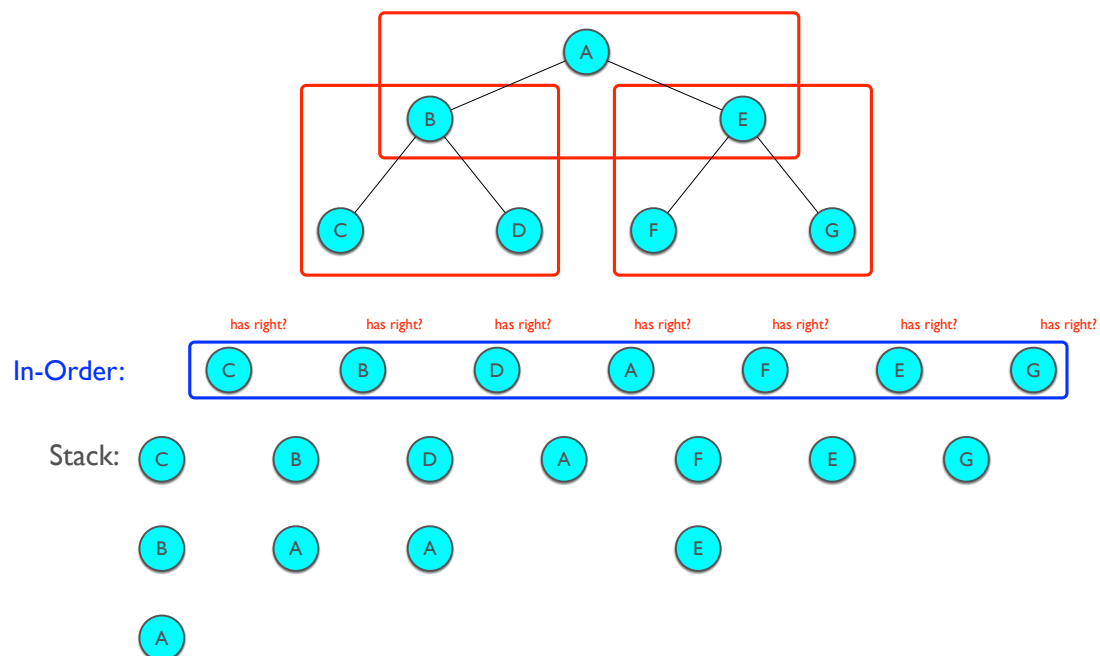 A
B E
C D F G
has right? has right? has right? has right? has right? has right? has right?
In-Order: C B D A F E G
Stack: C B D A F E G
B A A E
A